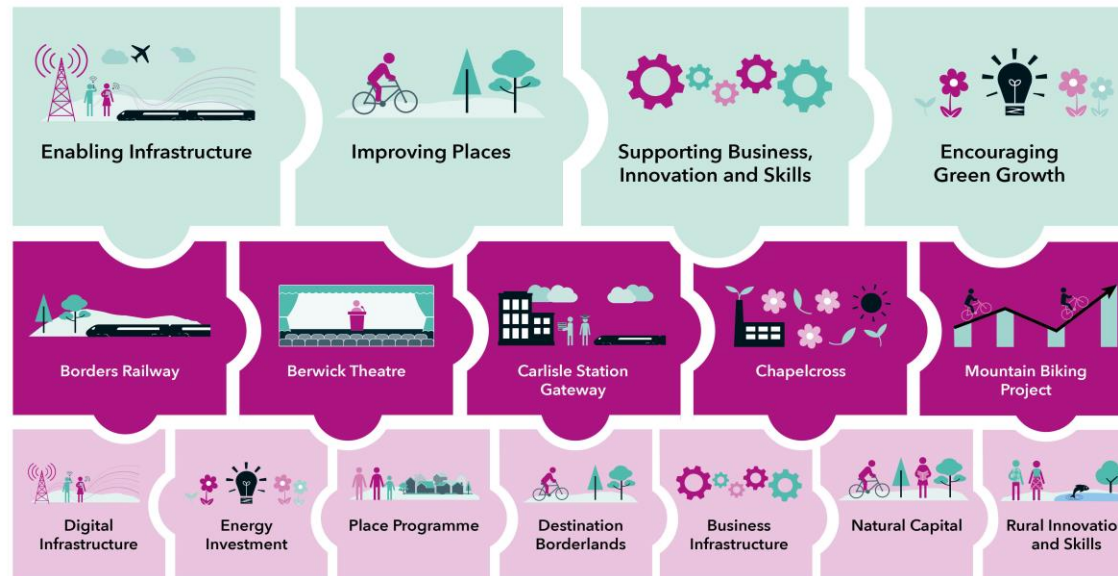 Enabling Infrastructure
Improving Places
Supporting Business,
Innovation and Skills
Encouraging
Green Growth
Borders Railway
Berwick Theatre
Carlisle Station
Gateway
Chapelcross
Mountain Biking
Project
Digital
Infrastructure
Energy
Investment
Place Programme
Destination
Borderlands
Business
Infrastructure
Natural Capital
Rural Innovatio
and Skills